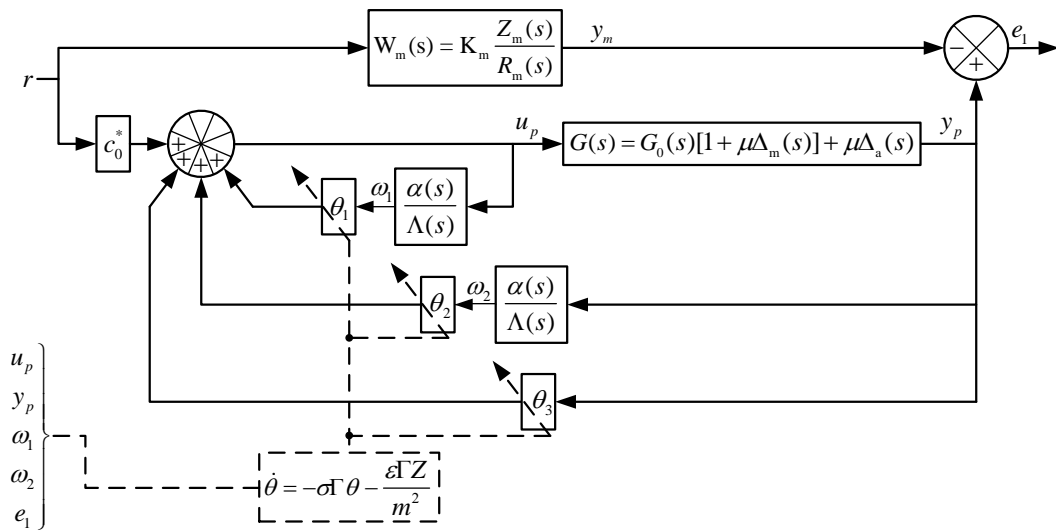 W_m(s) = K_m Z_m(s)/R_m(s)
y_m
e_1
−
+
r
c_0^*
+
+
+
+
u_p
G(s) = G_0(s)[1 + μΔ_m(s)] + μΔ_a(s)
y_p
θ_1
ω_1
α(s)/Λ(s)
θ_2
ω_2
α(s)/Λ(s)
θ_3
u_p
y_p
ω_1
ω_2
e_1
θ̇ = −σΓθ − εΓZ/m^2